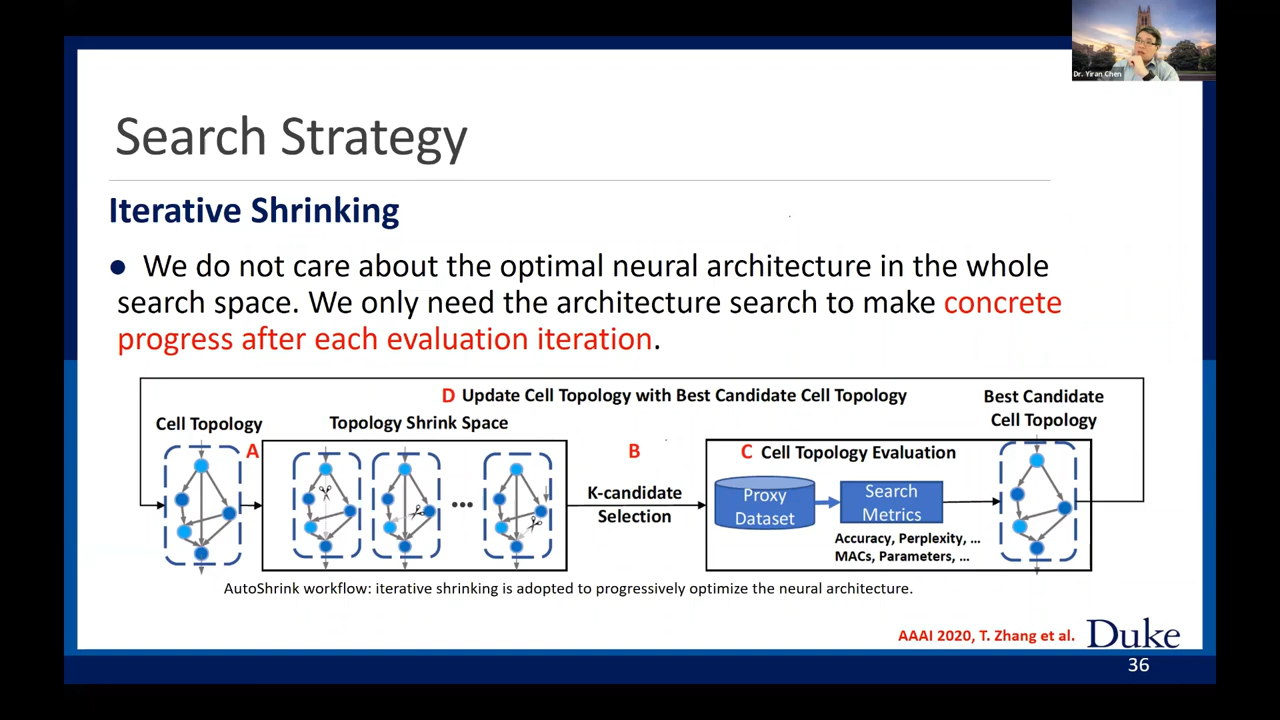 Dr. Yiran Chen
Search Strategy
Iterative Shrinking
● We do not care about the optimal neural architecture in the whole
search space. We only need the architecture search to make concrete
progress after each evaluation iteration.
D Update Cell Topology with Best Candidate Cell Topology
Cell Topology
Topology Shrink Space
Best Candidate
Cell Topology
A
B
C Cell Topology Evaluation
K-candidate
Selection
Proxy
Dataset
Search
Metrics
Accuracy, Perplexity, ...
MACs, Parameters, ...
AutoShrink workflow: iterative shrinking is adopted to progressively optimize the neural architecture.
AAAI 2020, T. Zhang et al.
Duke
36